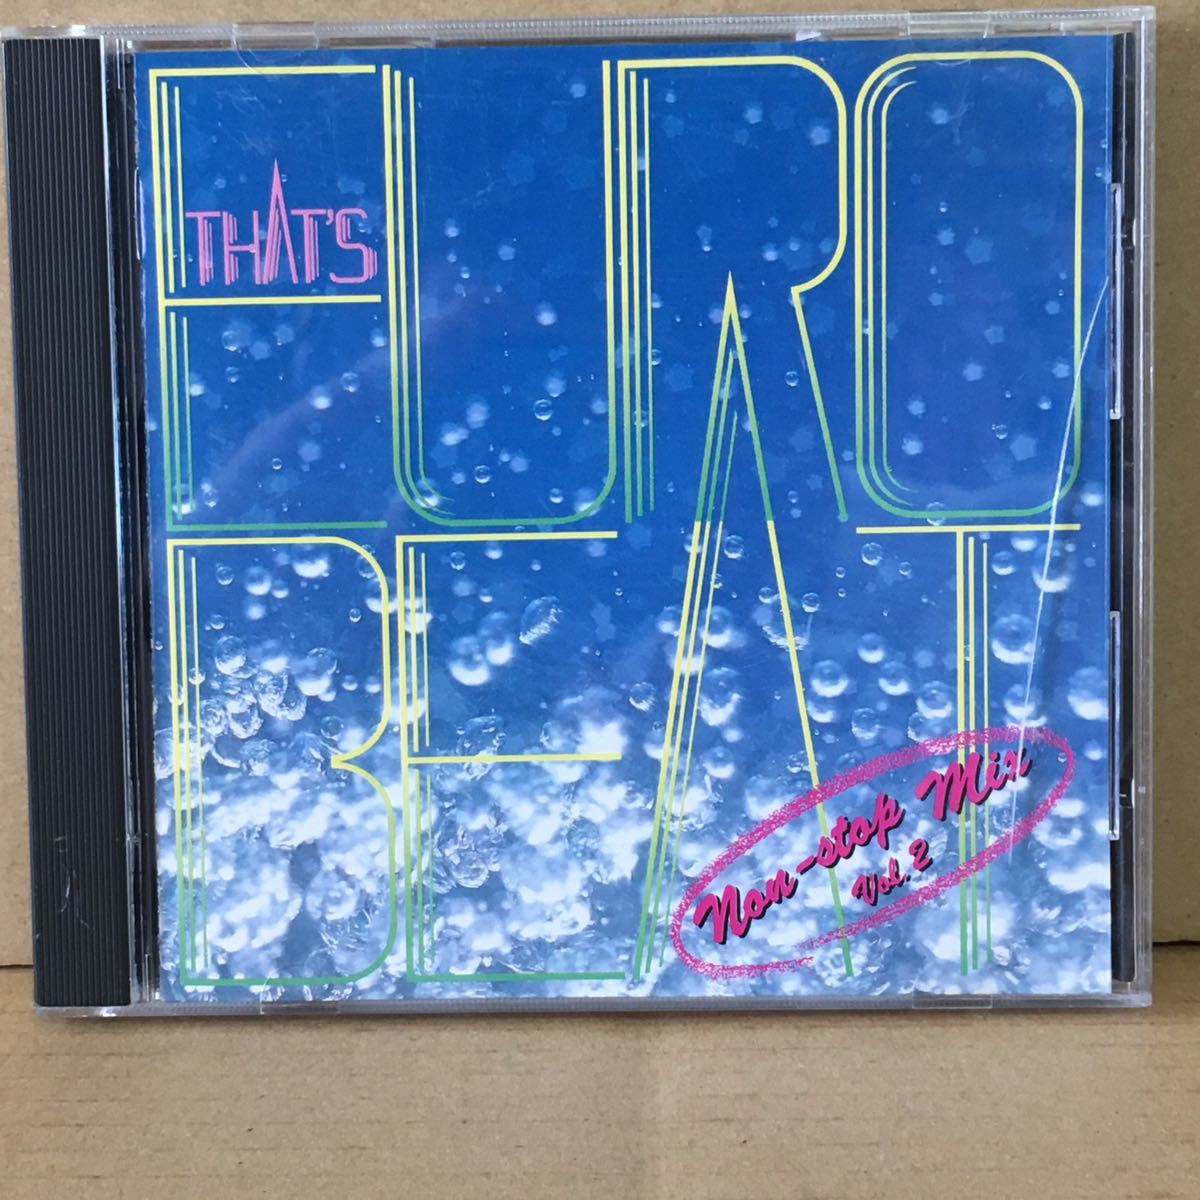 THAT'S
EURO
BEAT
Non-stop Mix
Vol. 2